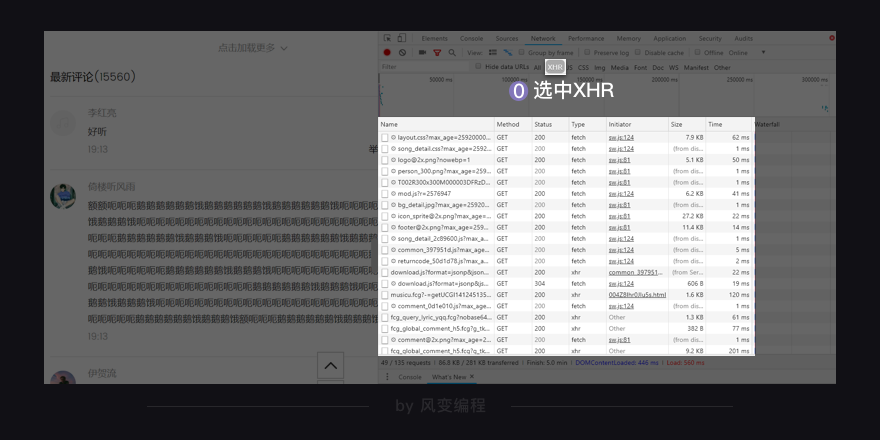 点击加载更多
最新评论(15560)
李红亮
好听
19:13
倚楼听风雨
19:13
伊贺流
Elements Console Sources Network Performance Memory Application Security Audits
View: Group by frame Preserve log Disable cache Offline Online
Filter Hide data URLs All XHR JS CSS Img Media Font Doc WS Manifest Other
50000 ms 100000 ms 200000 ms 250000 ms 300000 ms
0 选中XHR
Name Method Status Type Initiator Size Time Waterfall
layout.css?max_age=25920000... GET 200 fetch sw.js:124 7.9 KB 62 ms
song_detail.css?max_age=2592... GET 200 fetch sw.js:124 (from dis... 1 ms
logo@2x.png?nowebp=1 GET 200 fetch sw.js:81 5.1 KB 50 ms
person_300.png?max_age=259... GET 200 fetch sw.js:81 (from dis... 1 ms
T002R300x300M000003DFRzD... GET 200 fetch sw.js:81 (from dis... 1 ms
mod.js?r=2576947 GET 200 fetch sw.js:124 6.2 KB 41 ms
bg_detail.jpg?max_age=25920... GET 200 fetch sw.js:81 (from dis... 1 ms
icon_sprite@2x.png?max_age=... GET 200 fetch sw.js:81 27.2 KB 22 ms
footer@2x.png?max_age=259... GET 200 fetch sw.js:81 11.4 KB 14 ms
song_detail_2c89600.js?max_a... GET 200 fetch sw.js:124 (from dis... 1 ms
common_397951d.js?max_age... GET 200 fetch sw.js:124 (from dis... 5 ms
returncode_50d1d78.js?max_a... GET 200 fetch sw.js:124 (from dis... 2 ms
download.js?format=jsonp&json... GET 200 xhr common_397951... (from Ser... 22 ms
download.js?format=jsonp&js... GET 304 fetch sw.js:124 606 B 19 ms
musicu.fcg?-=getUCGI141245135... GET 200 xhr 1.6 KB 120 ms
comment_0d1e010.js?max_age... GET 200 fetch sw.js:124 (from dis... 1 ms
fcg_query_lyric_yqq.fcg?nobase64... GET 200 xhr Other 1.3 KB 61 ms
fcg_global_comment_h5.fcg?g_tk... GET 200 xhr Other 382 B 77 ms
comment@2x.png?max_age=2... GET 200 fetch sw.js:81 (from dis... 1 ms
fcg_global_comment_h5.fcg?g_tk... GET 200 xhr Other 9.2 KB 201 ms
49 / 135 requests | 86.8 KB / 281 KB transferred | Finish: 5.0 min | DOMContentLoaded: 446 ms | Load: 560 ms
Console What's New ×
by 风变编程